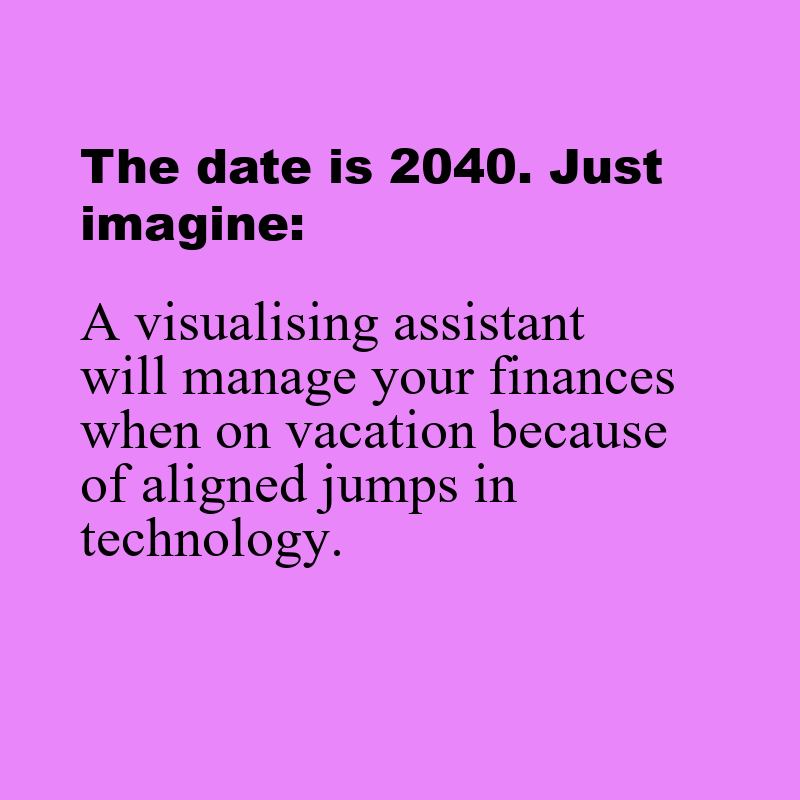 The date is 2040. Just
imagine:
A visualising assistant
will manage your finances
when on vacation because
of aligned jumps in
technology.